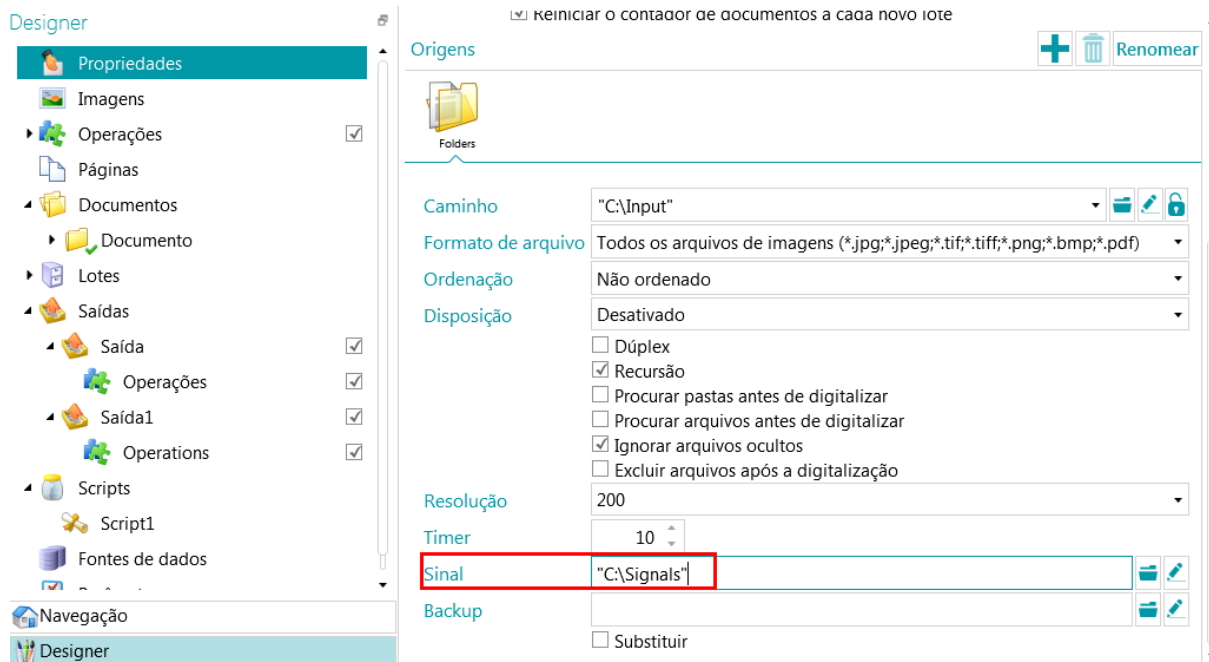 Designer
Propriedades
Imagens
Operações
Páginas
Documentos
Documento
Lotes
Saídas
Saída
Operações
Saída1
Operations
Scripts
Script1
Fontes de dados
Navegação
Designer
Reiniciar o contador de documentos a cada novo lote
Origens
Renomear
Folders
Caminho "C:\Input"
Formato de arquivo Todos os arquivos de imagens (*.jpg;*.jpeg;*.tif;*.tiff;*.png;*.bmp;*.pdf)
Ordenação Não ordenado
Disposição Desativado
Dúplex
Recursão
Procurar pastas antes de digitalizar
Procurar arquivos antes de digitalizar
Ignorar arquivos ocultos
Excluir arquivos após a digitalização
Resolução 200
Timer 10
Sinal "C:\Signals"
Backup
Substituir